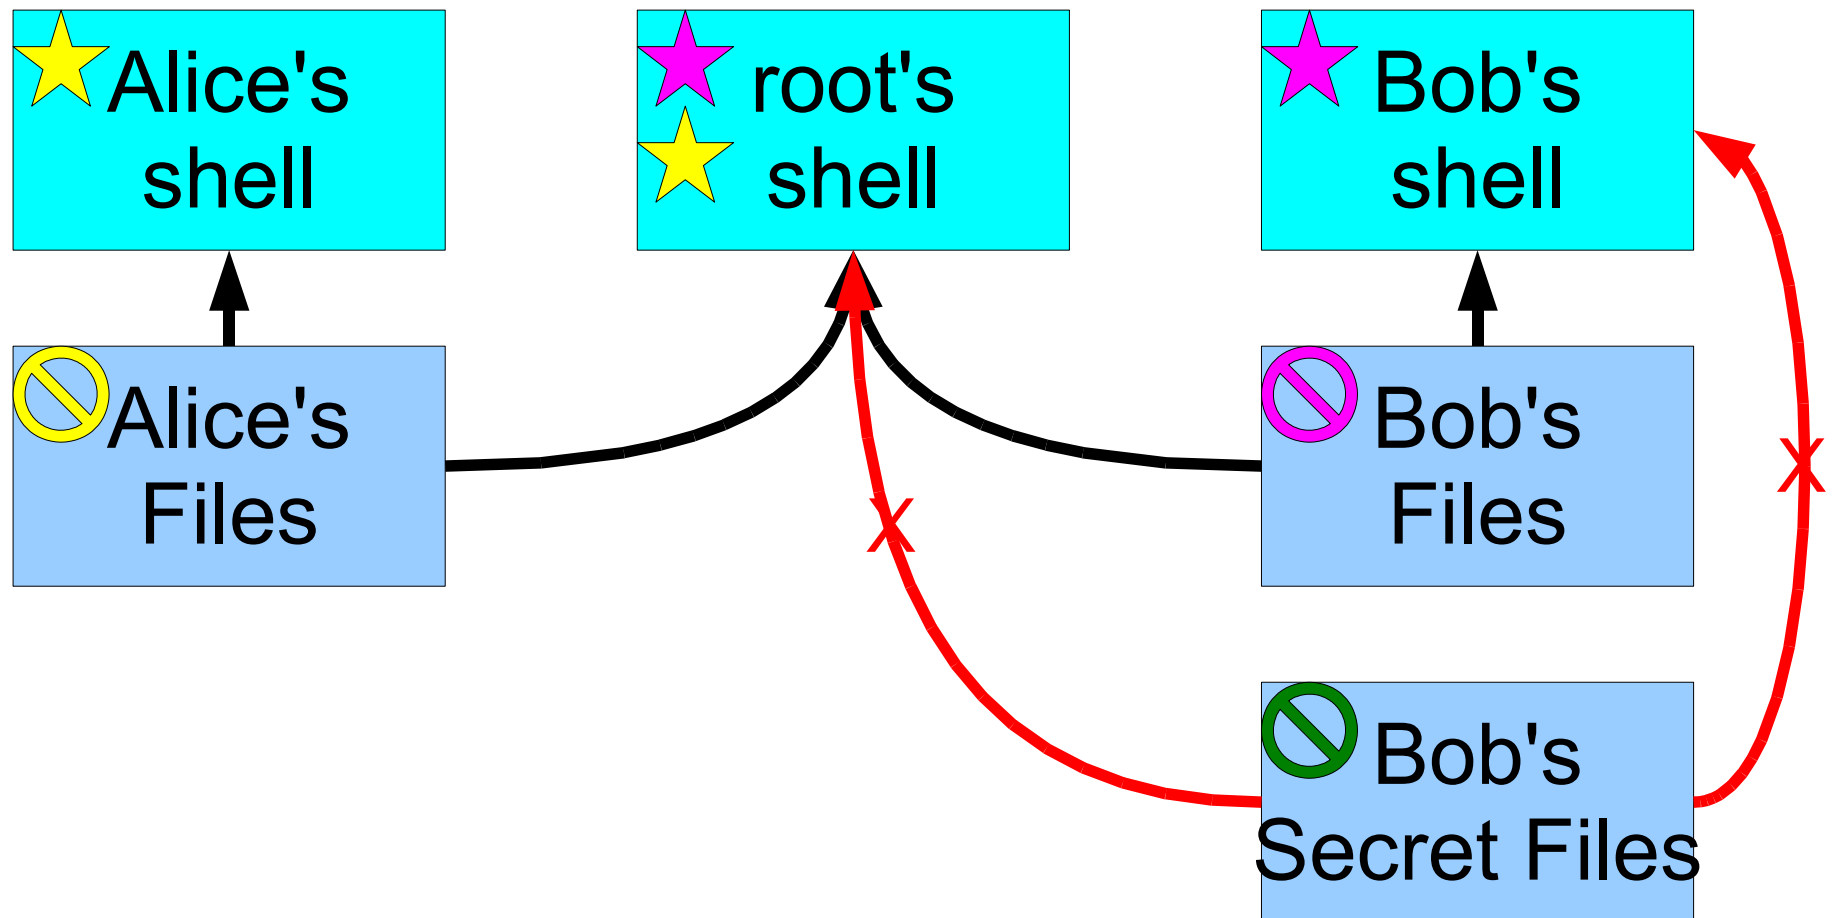 Alice's
shell
root's
shell
Bob's
shell
Alice's
Files
Bob's
Files
X
X
Bob's
Secret Files